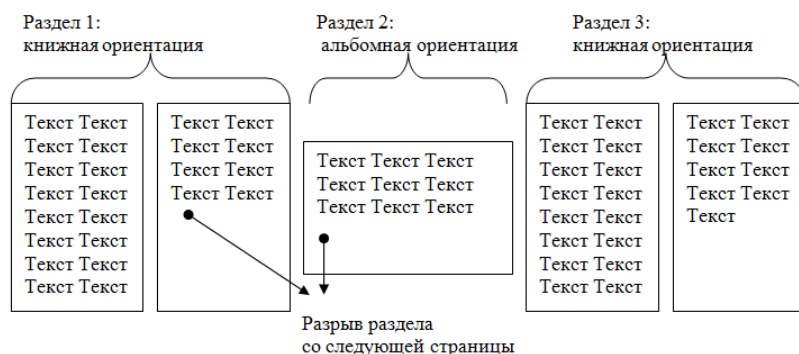 Раздел 1:
книжная ориентация
Раздел 2:
альбомная ориентация
Раздел 3:
книжная ориентация
Текст Текст
Текст Текст
Текст Текст
Текст Текст
Текст Текст
Текст Текст
Текст Текст
Текст Текст
Текст Текст
Текст Текст
Текст Текст
Текст Текст
Текст Текст Текст
Текст Текст Текст
Текст Текст Текст
Текст Текст
Текст Текст
Текст Текст
Текст Текст
Текст Текст
Текст Текст
Текст Текст
Текст Текст
Текст Текст
Текст Текст
Текст Текст
Текст Текст
Текст
Разрыв раздела
со следующей страницы